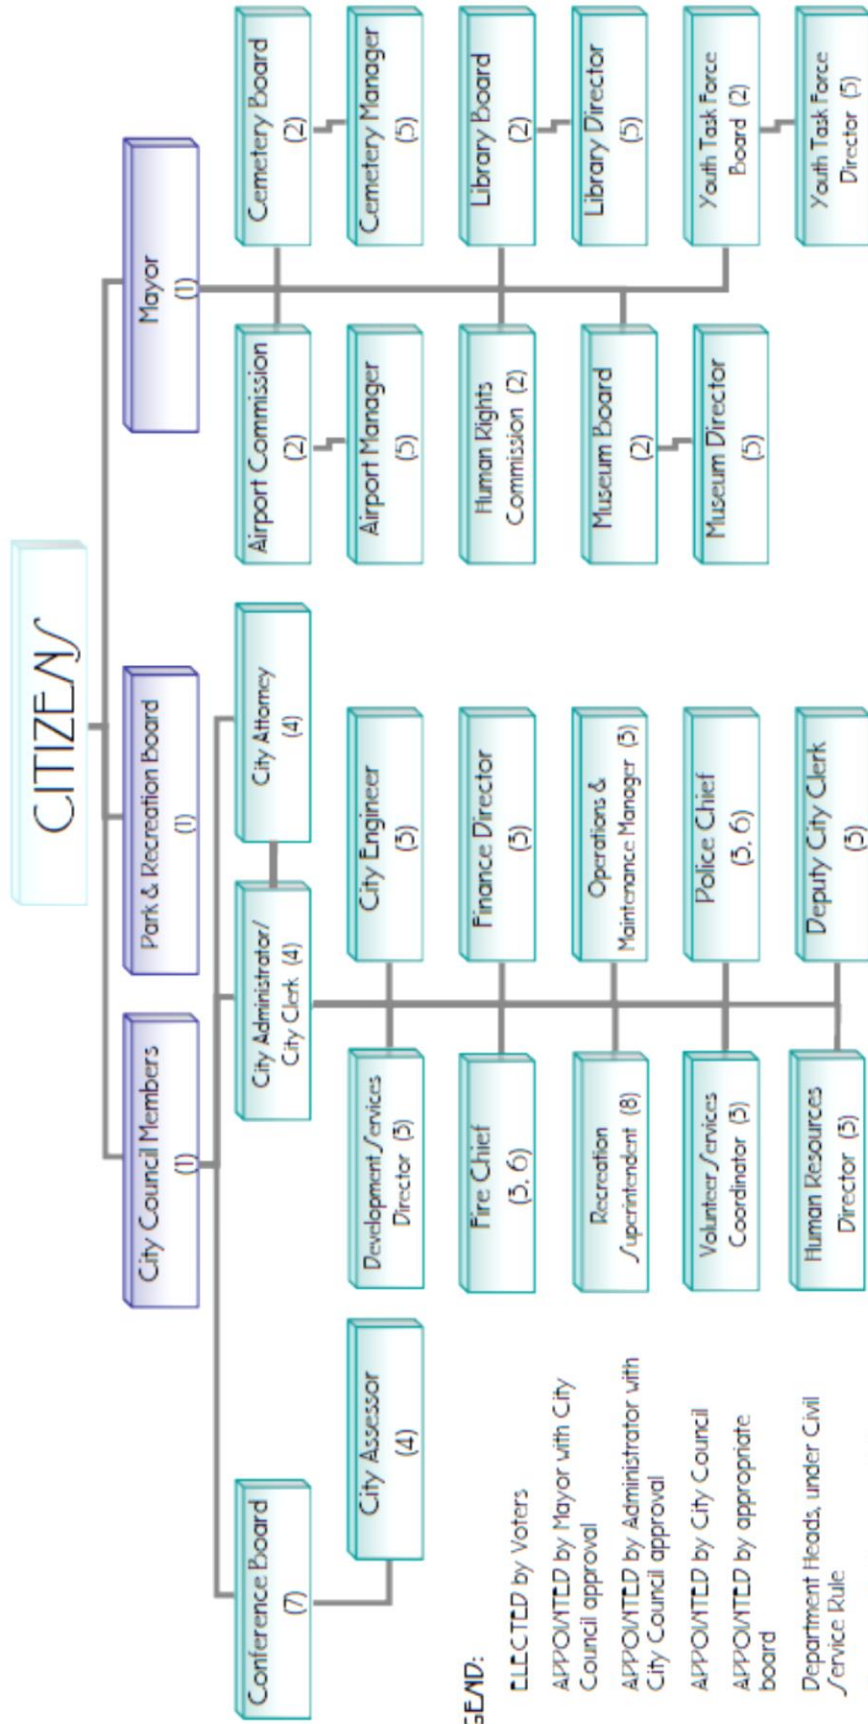 CITIZENS
City Council Members
(1)
Park & Recreation Board
(1)
Mayor
(1)
Conference Board
(7)
City Assessor
(4)
City Administrator/
City Clerk (4)
City Attorney
(4)
Development Services
Director (3)
City Engineer
(3)
Fire Chief
(3, 6)
Finance Director
(3)
Recreation
Superintendent (8)
Operations &
Maintenance Manager (3)
Volunteer Services
Coordinator (3)
Police Chief
(3, 6)
Human Resources
Director (3)
Deputy City Clerk
(3)
Airport Commission
(2)
Airport Manager
(5)
Cemetery Board
(2)
Cemetery Manager
(5)
Human Rights
Commission (2)
Library Board
(2)
Library Director
(5)
Museum Board
(2)
Museum Director
(5)
Youth Task Force
Board (2)
Youth Task Force
Director (5)
GEND:
ELECTED by Voters
APPOINTED by Mayor with City
Council approval
APPOINTED by Administrator with
City Council approval
APPOINTED by City Council
APPOINTED by appropriate
board
Department Heads, under Civil
Service Rule